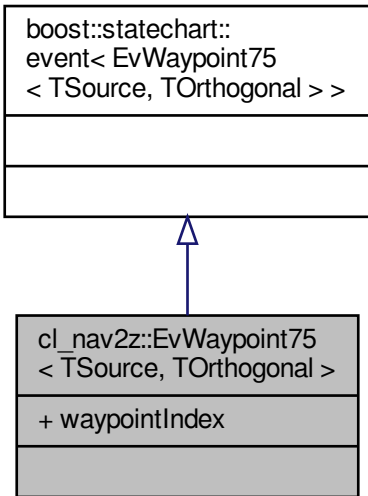 boost::statechart::
event< EvWaypoint75
< TSource, TOrthogonal > >
cl_nav2z::EvWaypoint75
< TSource, TOrthogonal >
+ waypointIndex